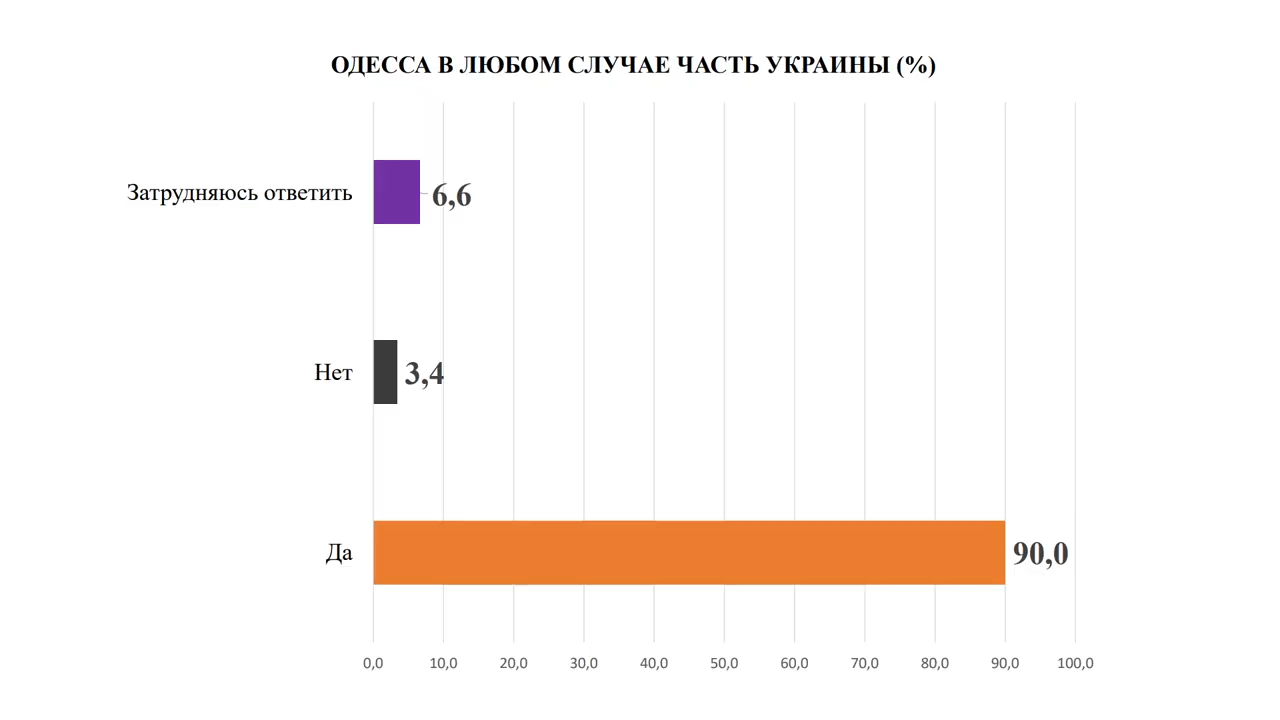 ОДЕССА В ЛЮБОМ СЛУЧАЕ ЧАСТЬ УКРАИНЫ (%)
Затрудняюсь ответить 6,6
Нет 3,4
Да 90,0
0,0 10,0 20,0 30,0 40,0 50,0 60,0 70,0 80,0 90,0 100,0